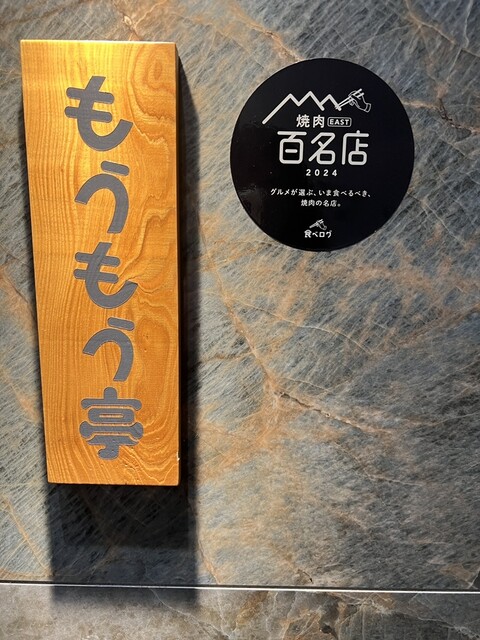 もうもう亭
焼肉 EAST
百名店
2024
グルメが選ぶ、いま食べるべき、
焼肉の名店。
食べログ